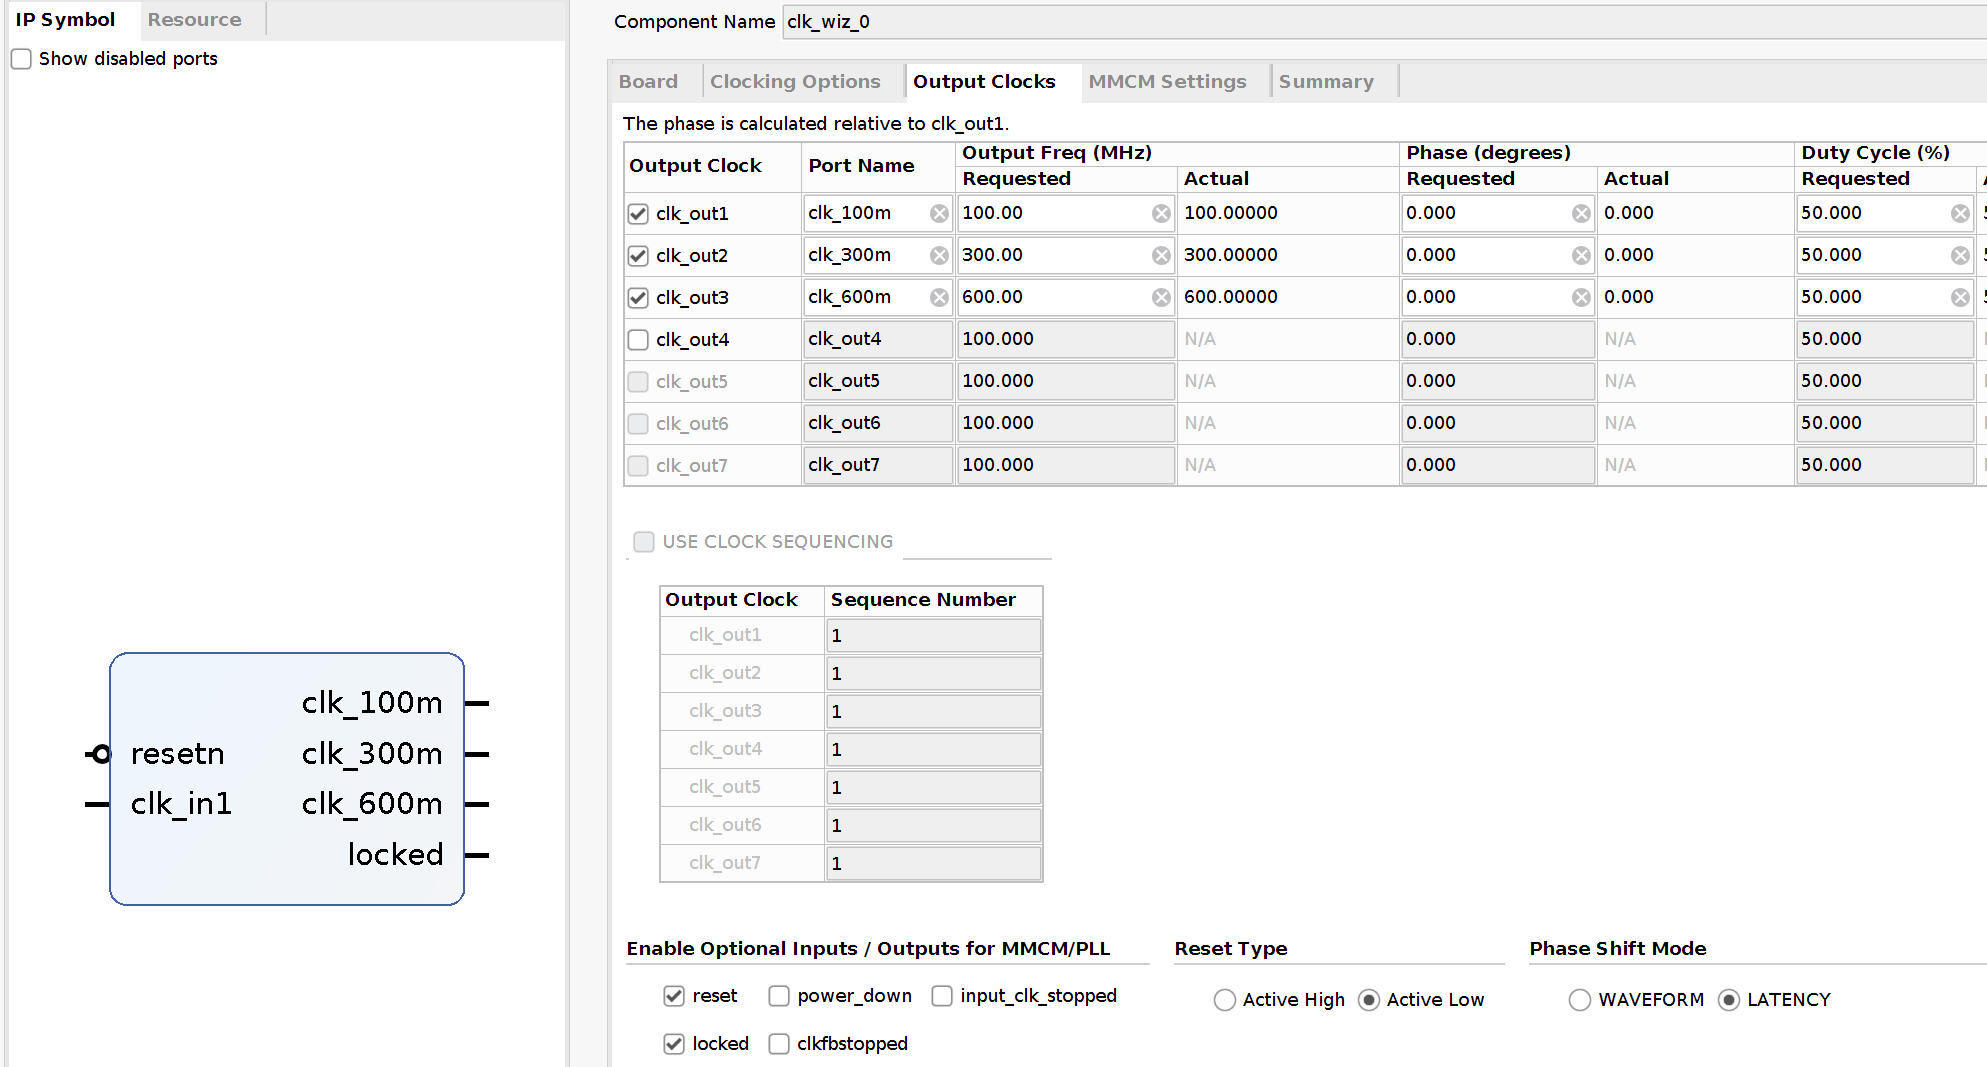 IP Symbol Resource
Show disabled ports
clk_100m
resetn clk_300m
clk_in1 clk_600m
locked
Component Name clk_wiz_0
Board Clocking Options Output Clocks MMCM Settings Summary
The phase is calculated relative to clk_out1.
Output Clock Port Name Output Freq (MHz) Phase (degrees) Duty Cycle (%)
Requested Actual Requested Actual Requested
clk_out1 clk_100m 100.00 100.00000 0.000 0.000 50.000
clk_out2 clk_300m 300.00 300.00000 0.000 0.000 50.000
clk_out3 clk_600m 600.00 600.00000 0.000 0.000 50.000
clk_out4 clk_out4 100.000 N/A 0.000 N/A 50.000
clk_out5 clk_out5 100.000 N/A 0.000 N/A 50.000
clk_out6 clk_out6 100.000 N/A 0.000 N/A 50.000
clk_out7 clk_out7 100.000 N/A 0.000 N/A 50.000
USE CLOCK SEQUENCING
Output Clock Sequence Number
clk_out1 1
clk_out2 1
clk_out3 1
clk_out4 1
clk_out5 1
clk_out6 1
clk_out7 1
Enable Optional Inputs / Outputs for MMCM/PLL Reset Type Phase Shift Mode
reset power_down input_clk_stopped Active High Active Low WAVEFORM LATENCY
locked clkfbstopped